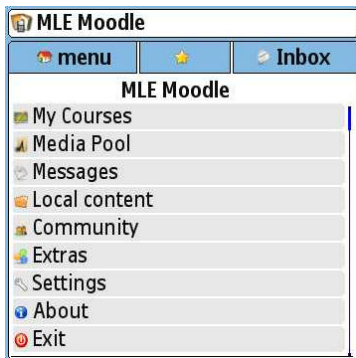 MLE Moodle
menu Inbox
MLE Moodle
My Courses
Media Pool
Messages
Local content
Community
Extras
Settings
About
Exit